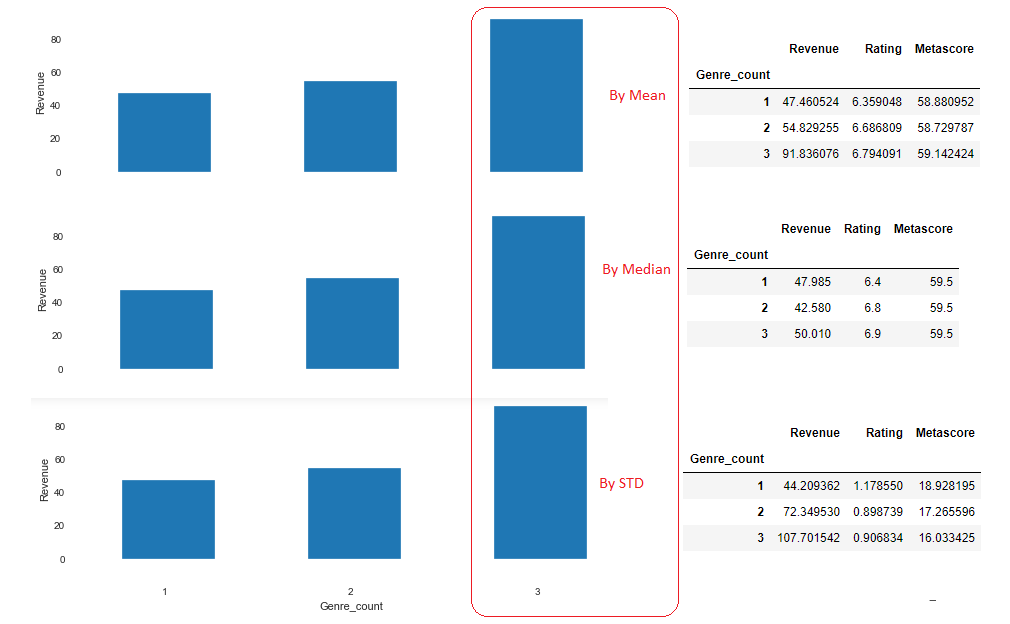 80
60
40
20
0
Revenue
By Mean
Revenue Rating Metascore
Genre_count
1 47.460524 6.359048 58.880952
2 54.829255 6.686809 58.729787
3 91.836076 6.794091 59.142424
80
60
40
20
0
Revenue
By Median
Revenue Rating Metascore
Genre_count
1 47.985 6.4 59.5
2 42.580 6.8 59.5
3 50.010 6.9 59.5
80
60
40
20
0
Revenue
By STD
1 2 3
Genre_count
Revenue Rating Metascore
Genre_count
1 44.209362 1.178550 18.928195
2 72.349530 0.898739 17.265596
3 107.701542 0.906834 16.033425
_